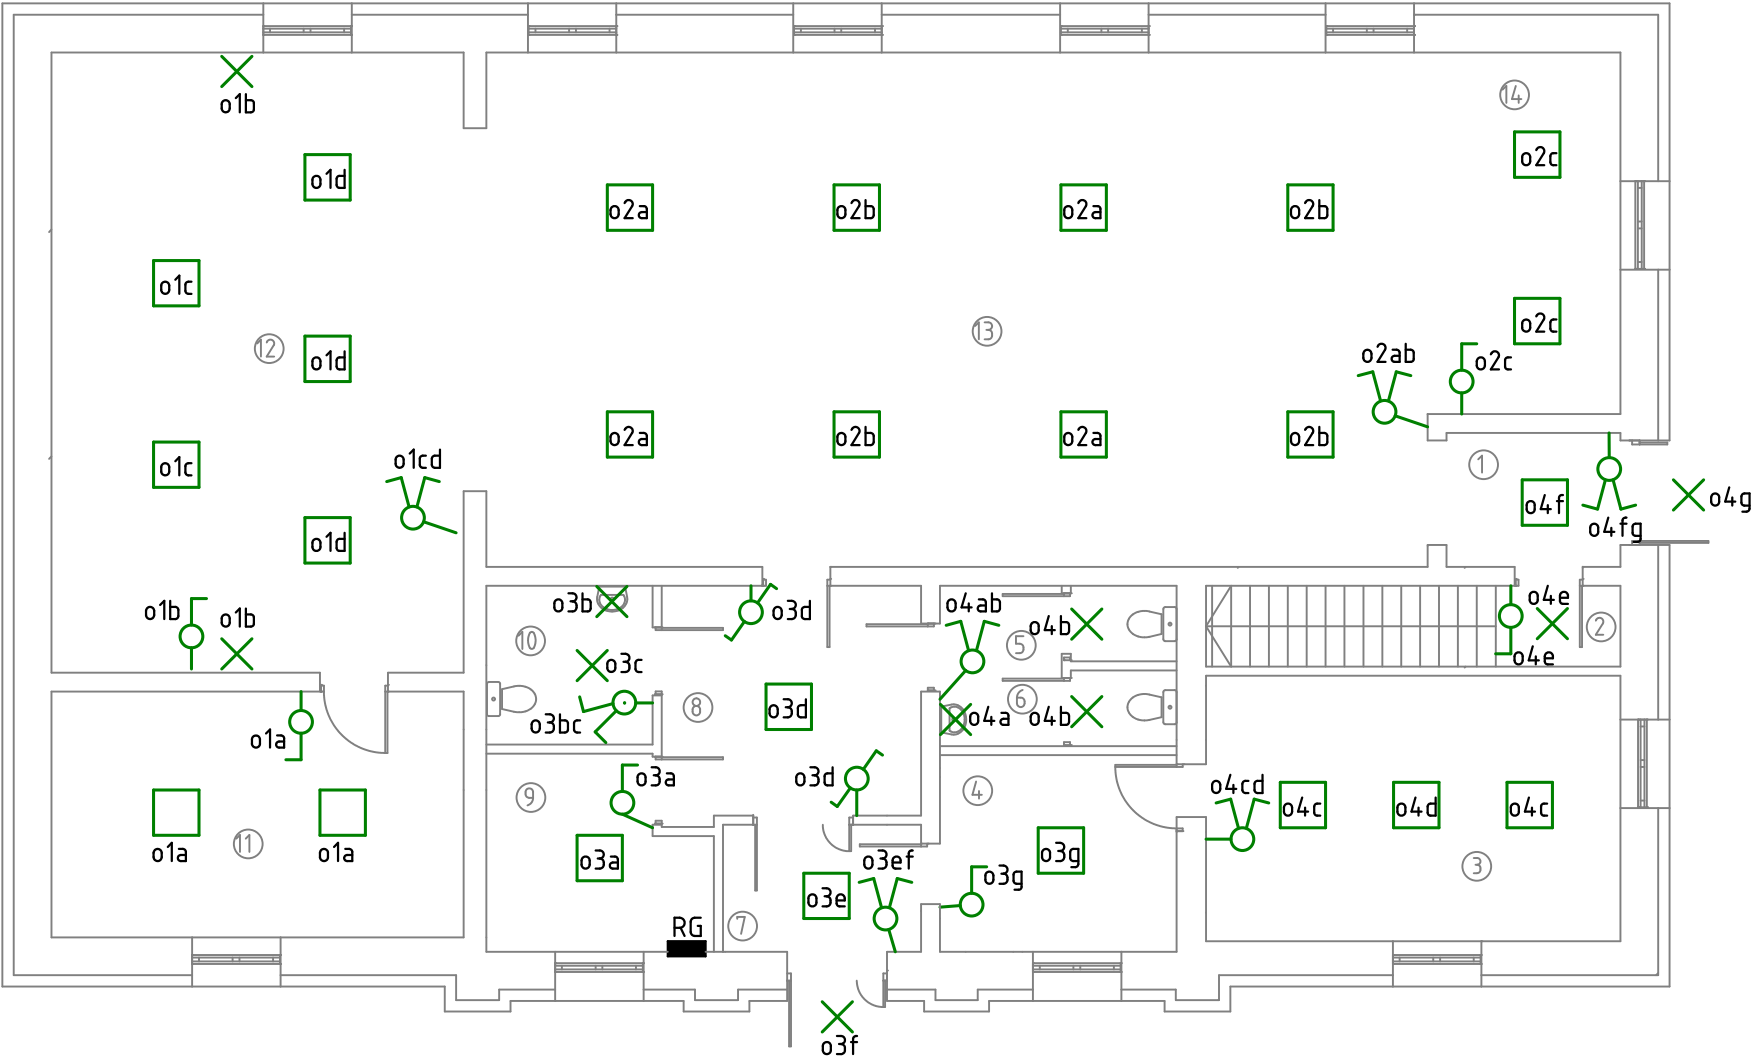 14
o1b
o2c
o1d
o2a
o2b
o2a
o2b
o1c
o2c
13
12
o1d
o2ab
o2c
o2a
o2b
o2a
o2b
o1cd
o1c
1
o4f
o4g
o4fg
o1d
o1b
o1b
o3b
o3d
o4ab
o4b
o4e
2
10
5
o4e
o3c
6
8
o3d
o4a
o4b
o3bc
o1a
o3a
o3d
9
4
o4cd
o4c
o4d
o4c
11
o1a
o1a
o3a
o3ef
o3g
o3g
3
o3e
RG
7
o3f